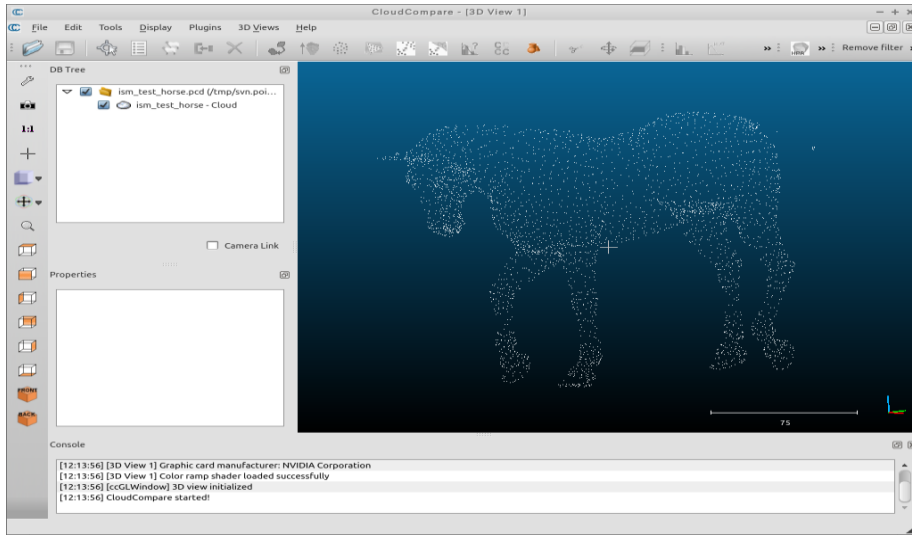 CloudCompare - [3D View 1]
File Edit Tools Display Plugins 3D Views Help
Remove filter
DB Tree
ism_test_horse.pcd (/tmp/svn.poi...
ism_test_horse - Cloud
1:1
Camera Link
Properties
FRONT
BACK
75
Console
[12:13:56] [3D View 1] Graphic card manufacturer: NVIDIA Corporation
[12:13:56] [3D View 1] Color ramp shader loaded successfully
[12:13:56] [ccGLWindow] 3D view initialized
[12:13:56] CloudCompare started!